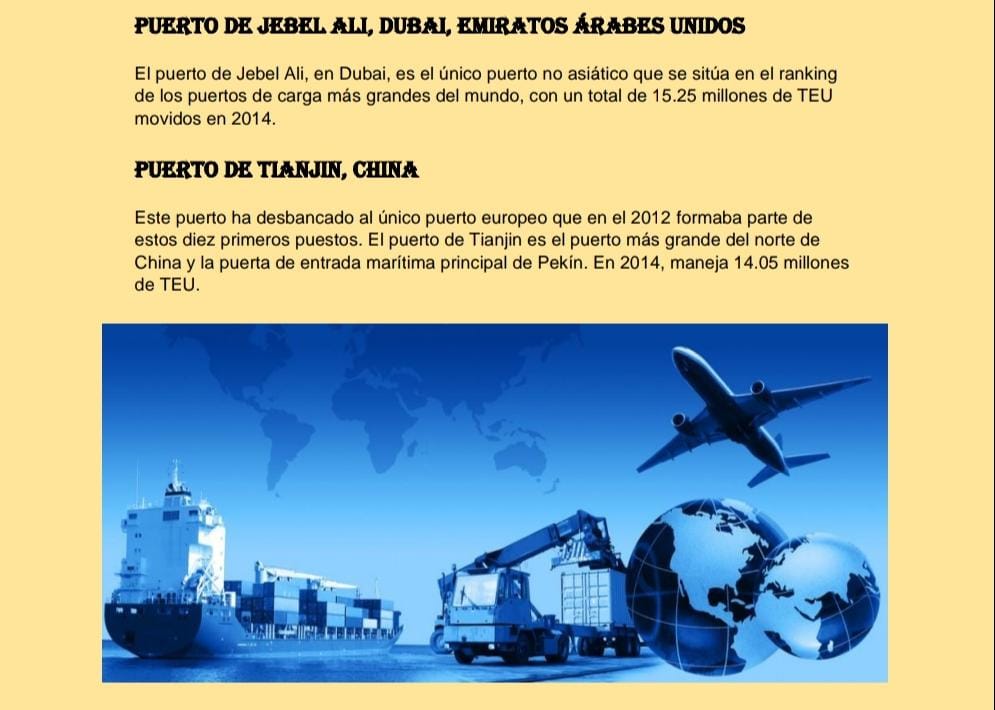 PUERTO DE JEBEL ALI, DUBAI, EMIRATOS ÁRABES UNIDOS
El puerto de Jebel Ali, en Dubai, es el único puerto no asiático que se sitúa en el ranking
de los puertos de carga más grandes del mundo, con un total de 15.25 millones de TEU
movidos en 2014.
PUERTO DE TIANJIN, CHINA
Este puerto ha desbancado al único puerto europeo que en el 2012 formaba parte de
estos diez primeros puestos. El puerto de Tianjin es el puerto más grande del norte de
China y la puerta de entrada marítima principal de Pekín. En 2014, maneja 14.05 millones
de TEU.